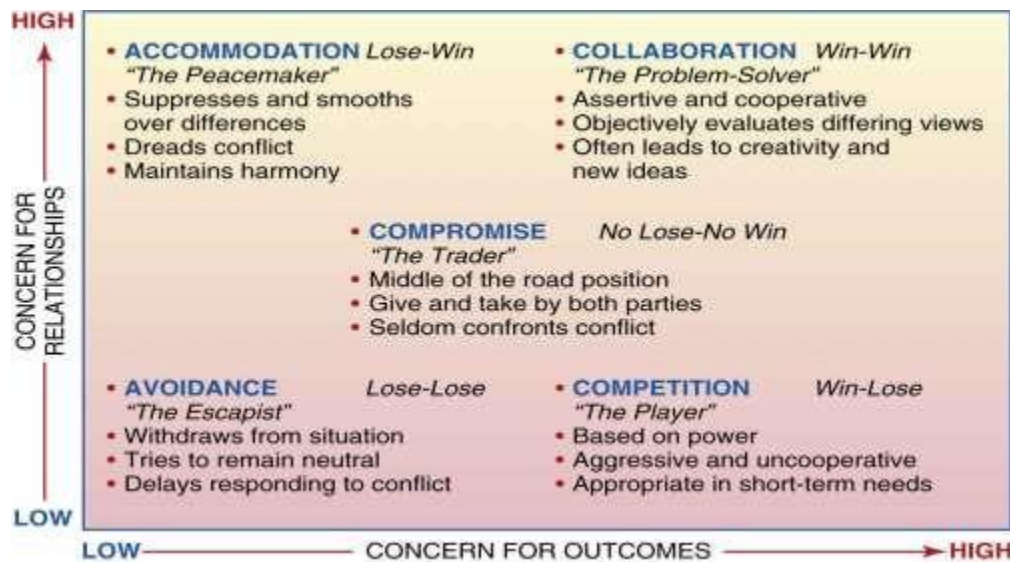 HIGH
• ACCOMMODATION Lose-Win
"The Peacemaker"
• Suppresses and smooths
over differences
• Dreads conflict
• Maintains harmony
• COLLABORATION Win-Win
"The Problem-Solver"
• Assertive and cooperative
• Objectively evaluates differing views
• Often leads to creativity and
new ideas
CONCERN FOR
RELATIONSHIPS
• COMPROMISE No Lose-No Win
"The Trader"
• Middle of the road position
• Give and take by both parties
• Seldom confronts conflict
• AVOIDANCE Lose-Lose
"The Escapist"
• Withdraws from situation
• Tries to remain neutral
• Delays responding to conflict
• COMPETITION Win-Lose
"The Player"
• Based on power
• Aggressive and uncooperative
• Appropriate in short-term needs
LOW
LOW CONCERN FOR OUTCOMES HIGH